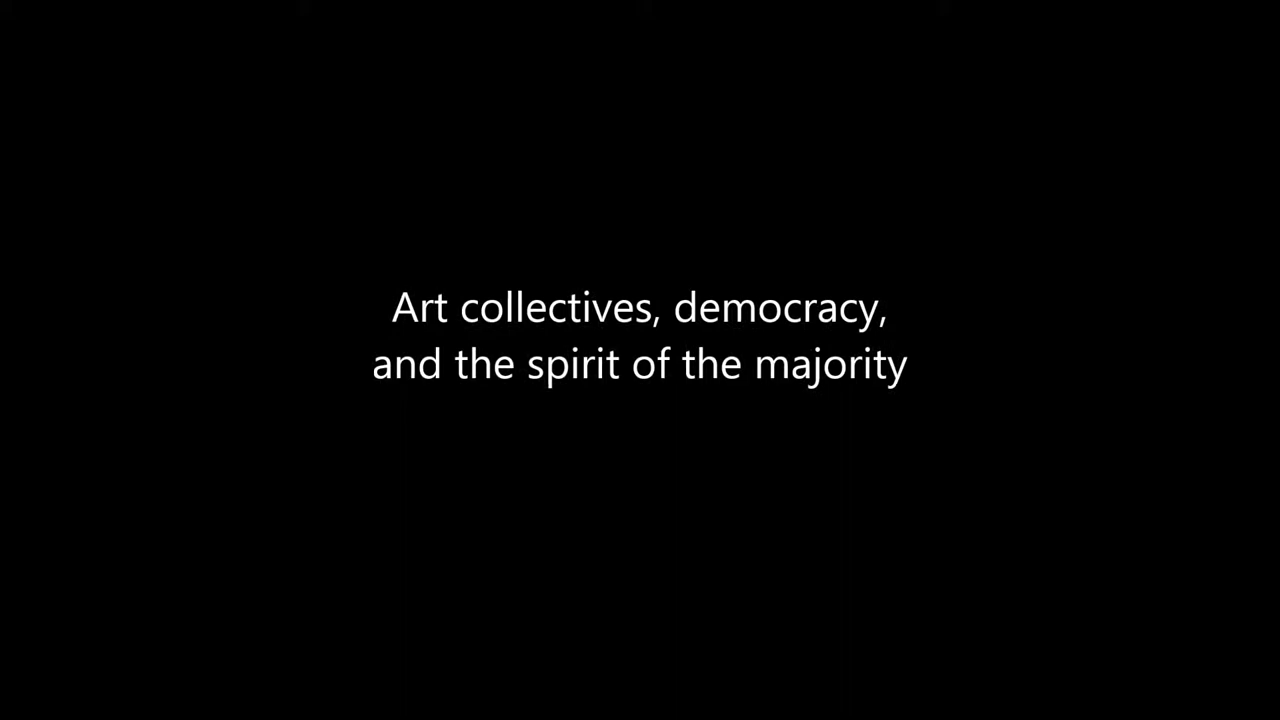 Art collectives, democracy,
and the spirit of the majority